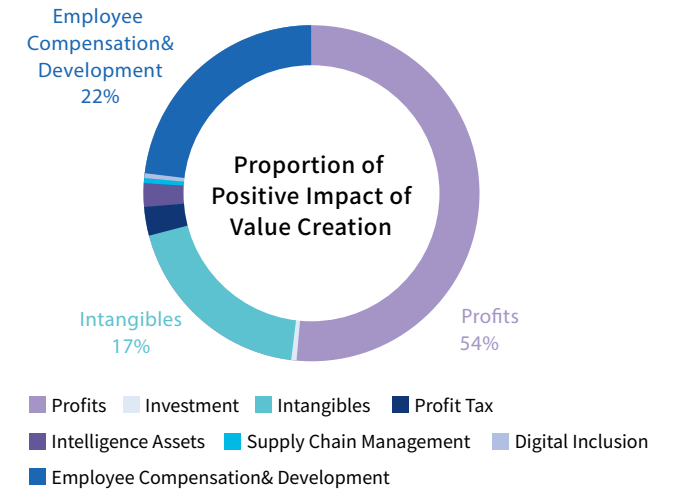 Employee
Compensation&
Development
22%
Proportion of
Positive Impact of
Value Creation
Intangibles
17%
Profits
54%
Profits Investment Intangibles Profit Tax
Intelligence Assets Supply Chain Management Digital Inclusion
Employee Compensation& Development